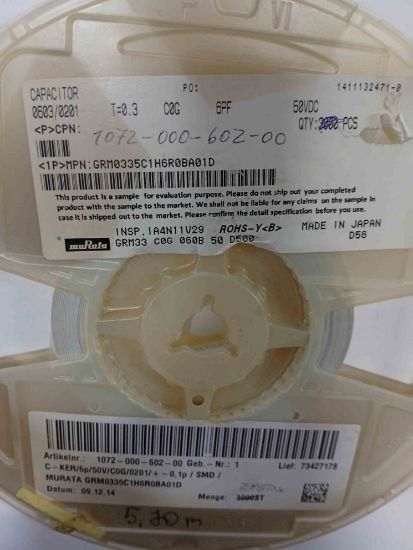 VI
CAPACITOR PO: 1411132471-0
0603/0201 T=0.3 C0G 6PF 50VDC
<P>CPN: QTY: PCS
1072-000-602-00
<1P>MPN:GRM0335C1H6R0BA01D
This product is a sample for evaluation purpose. Please do not ship out your completed
product with the sample to the market. We shall not be liable for any claims on the sample in
case it is shipped out to the market. Please confirm the detail specification before you use.
muRata INSP.IA4N11V29 ROHS-Y<B> MADE IN JAPAN
GRM33 C0G 060B 50 D500 D56
Artikelnr.: 1072-000-602-00 Geb.-Nr.: 1 Lief: 73427178
C-KER/6p/50V/C0G/0201/+-0,1p / SMD /
MURATA GRM0335C1H6R0BA01D
Datum: 09.12.14 Menge: 3000ST
5,70m